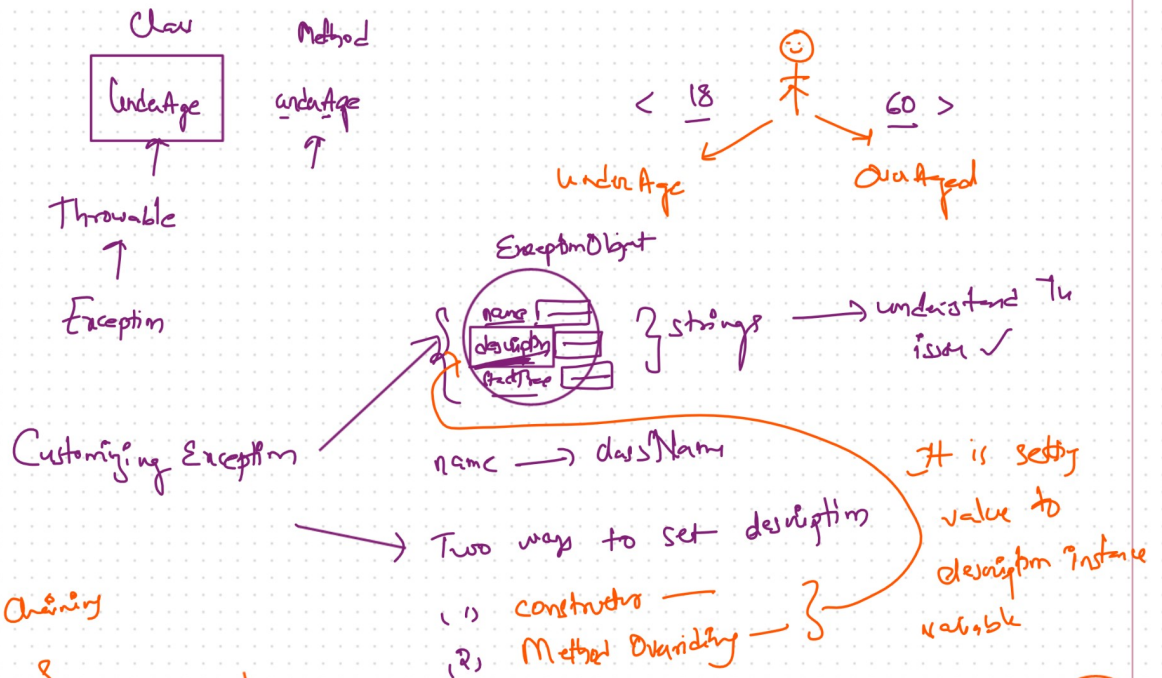 Class
Method
UnderAge
underAge
< 18
60 >
UnderAge
OverAged
Throwable
Exception
ExceptionObject
name
description
StackTrace
} strings → understand The
issue ✓
Customizing Exception
name → className
Two ways to set description
(1) constructor
(2) Method Overriding
It is setting
value to
description instance
variable
Chaining